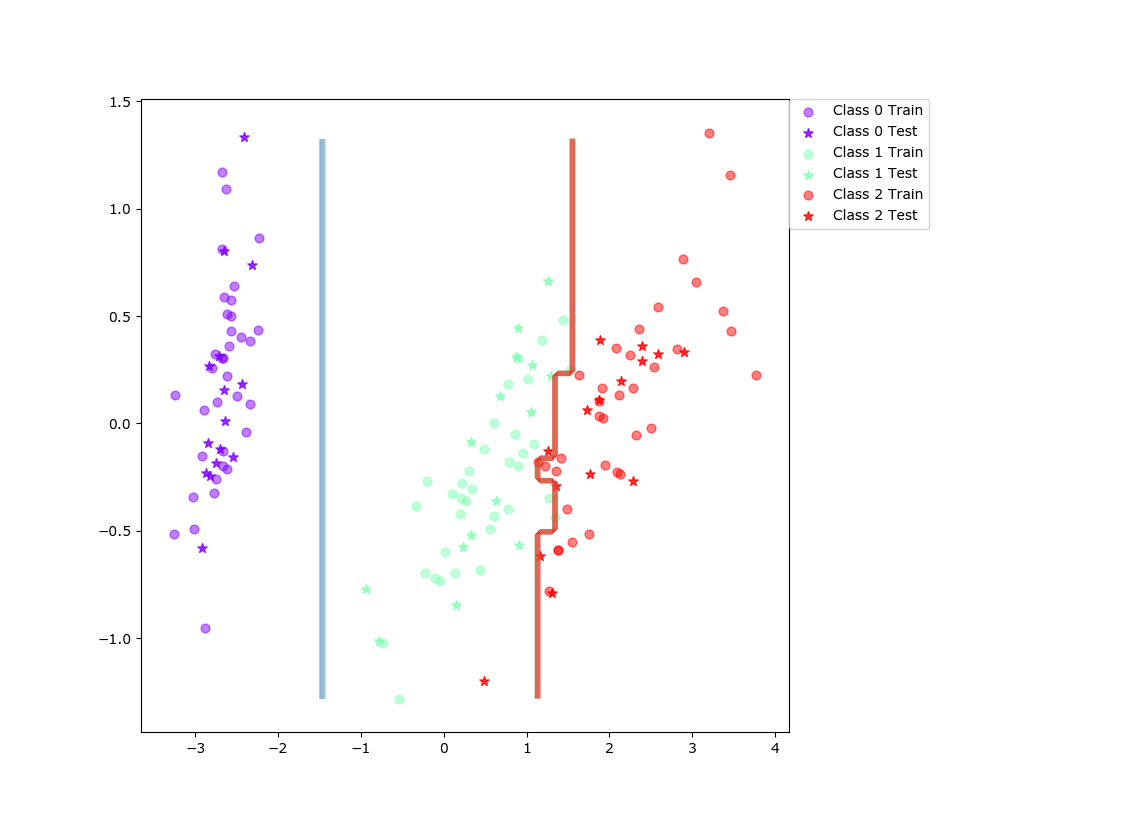 1.5
1.0
0.5
0.0
−0.5
−1.0
−3 −2 −1 0 1 2 3 4
Class 0 Train
Class 0 Test
Class 1 Train
Class 1 Test
Class 2 Train
Class 2 Test